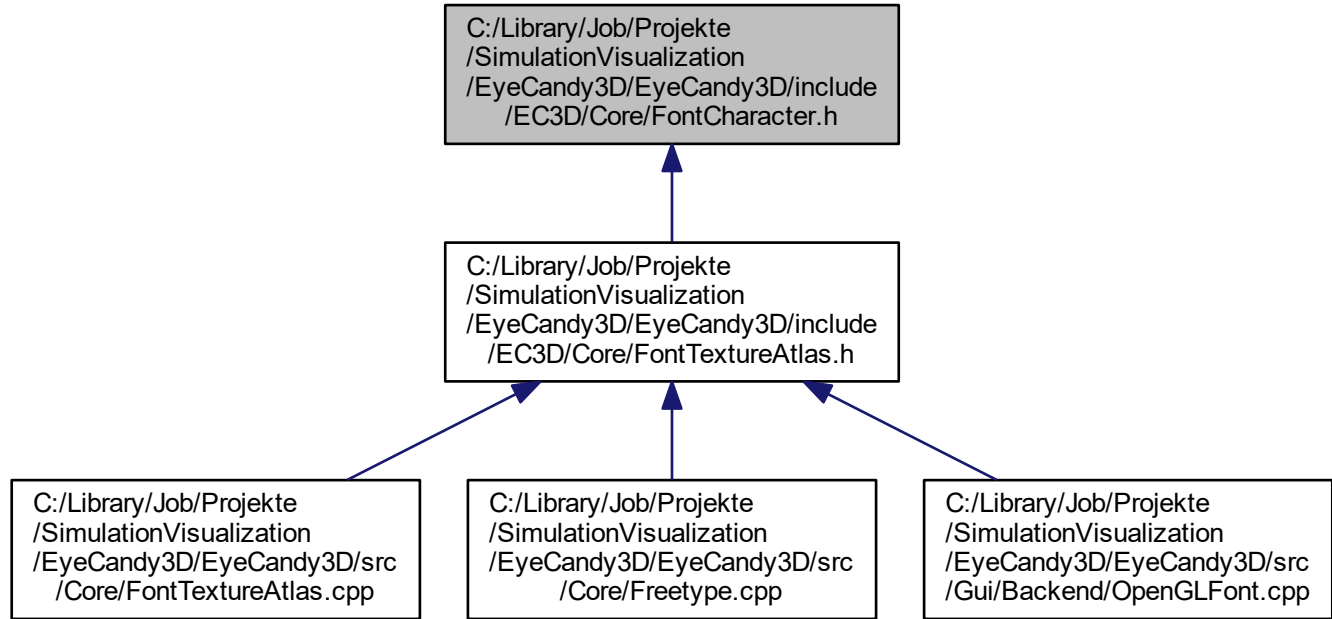 C:/Library/Job/Projekte
/SimulationVisualization
/EyeCandy3D/EyeCandy3D/include
/EC3D/Core/FontCharacter.h
C:/Library/Job/Projekte
/SimulationVisualization
/EyeCandy3D/EyeCandy3D/include
/EC3D/Core/FontTextureAtlas.h
C:/Library/Job/Projekte
/SimulationVisualization
/EyeCandy3D/EyeCandy3D/src
/Core/FontTextureAtlas.cpp
C:/Library/Job/Projekte
/SimulationVisualization
/EyeCandy3D/EyeCandy3D/src
/Core/Freetype.cpp
C:/Library/Job/Projekte
/SimulationVisualization
/EyeCandy3D/EyeCandy3D/src
/Gui/Backend/OpenGLFont.cpp